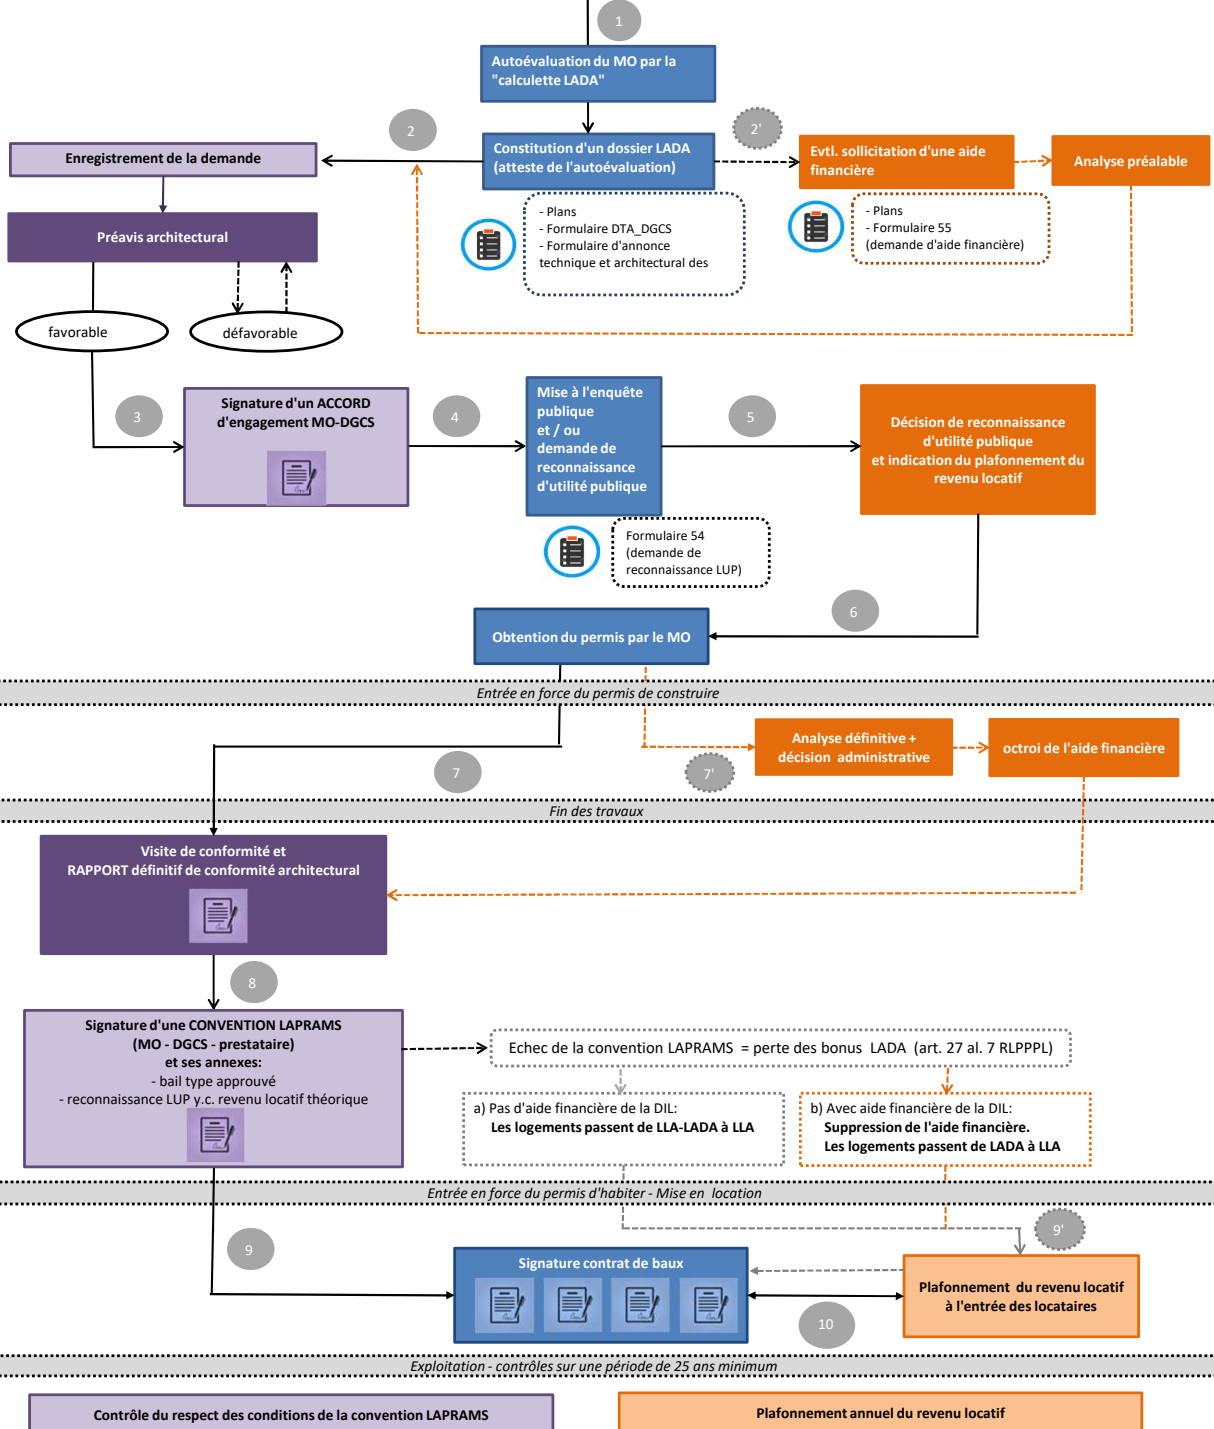 1
Autoévaluation du MO par la
"calculette LADA"
2
2'
Enregistrement de la demande
Constitution d'un dossier LADA
(atteste de l'autoévaluation)
Evtl. sollicitation d'une aide
financière
Analyse préalable
- Plans
- Formulaire DTA_DGCS
- Formulaire d'annonce
technique et architectural des
- Plans
- Formulaire 55
(demande d'aide financière)
Préavis architectural
favorable
défavorable
3
Signature d'un ACCORD
d'engagement MO-DGCS
4
Mise à l'enquête
publique
et / ou
demande de
reconnaissance
d'utilité publique
5
Décision de reconnaissance
d'utilité publique
et indication du plafonnement du
revenu locatif
Formulaire 54
(demande de
reconnaissance LUP)
6
Obtention du permis par le MO
Entrée en force du permis de construire
7
7'
Analyse définitive +
décision administrative
octroi de l'aide financière
Fin des travaux
Visite de conformité et
RAPPORT définitif de conformité architectural
8
Signature d'une CONVENTION LAPRAMS
(MO - DGCS - prestataire)
et ses annexes:
- bail type approuvé
- reconnaissance LUP y.c. revenu locatif théorique
Echec de la convention LAPRAMS = perte des bonus LADA (art. 27 al. 7 RLPPPL)
a) Pas d'aide financière de la DIL:
Les logements passent de LLA-LADA à LLA
b) Avec aide financière de la DIL:
Suppression de l'aide financière.
Les logements passent de LADA à LLA
Entrée en force du permis d'habiter - Mise en location
9
9'
Signature contrat de baux
10
Plafonnement du revenu locatif
à l'entrée des locataires
Exploitation - contrôles sur une période de 25 ans minimum
Contrôle du respect des conditions de la convention LAPRAMS
Plafonnement annuel du revenu locatif